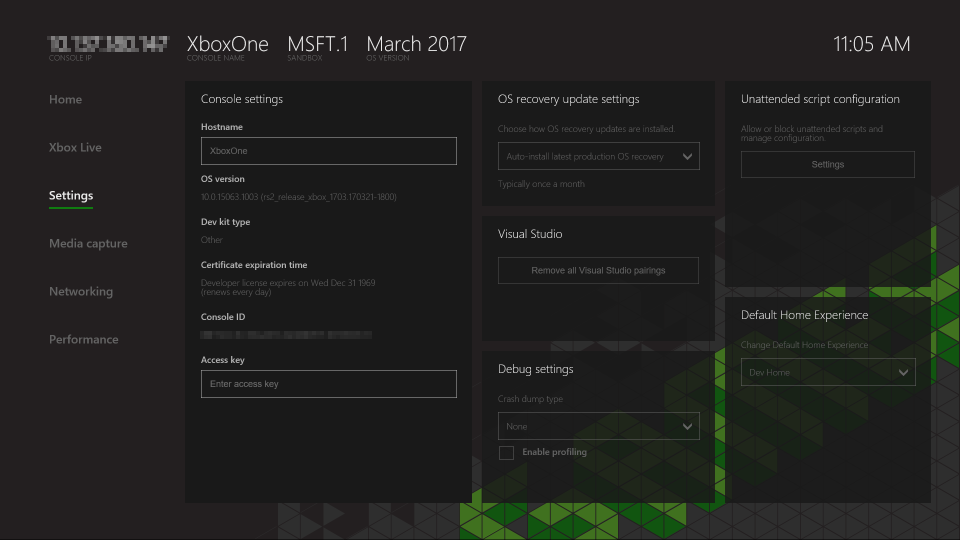 XboxOne MSFT.1 March 2017 11:05 AM
CONSOLE IP CONSOLE NAME SANDBOX OS VERSION
Home
Xbox Live
Settings
Media capture
Networking
Performance
Console settings
Hostname
XboxOne
OS version
10.0.15063.1003 (rs2_release_xbox_1703.170321-1800)
Dev kit type
Other
Certificate expiration time
Developer license expires on Wed Dec 31 1969
(renews every day)
Console ID
Access key
Enter access key
OS recovery update settings
Choose how OS recovery updates are installed.
Auto-install latest production OS recovery
Typically once a month
Visual Studio
Remove all Visual Studio pairings
Debug settings
Crash dump type
None
Enable profiling
Unattended script configuration
Allow or block unattended scripts and
manage configuration.
Settings
Default Home Experience
Change Default Home Experience
Dev Home